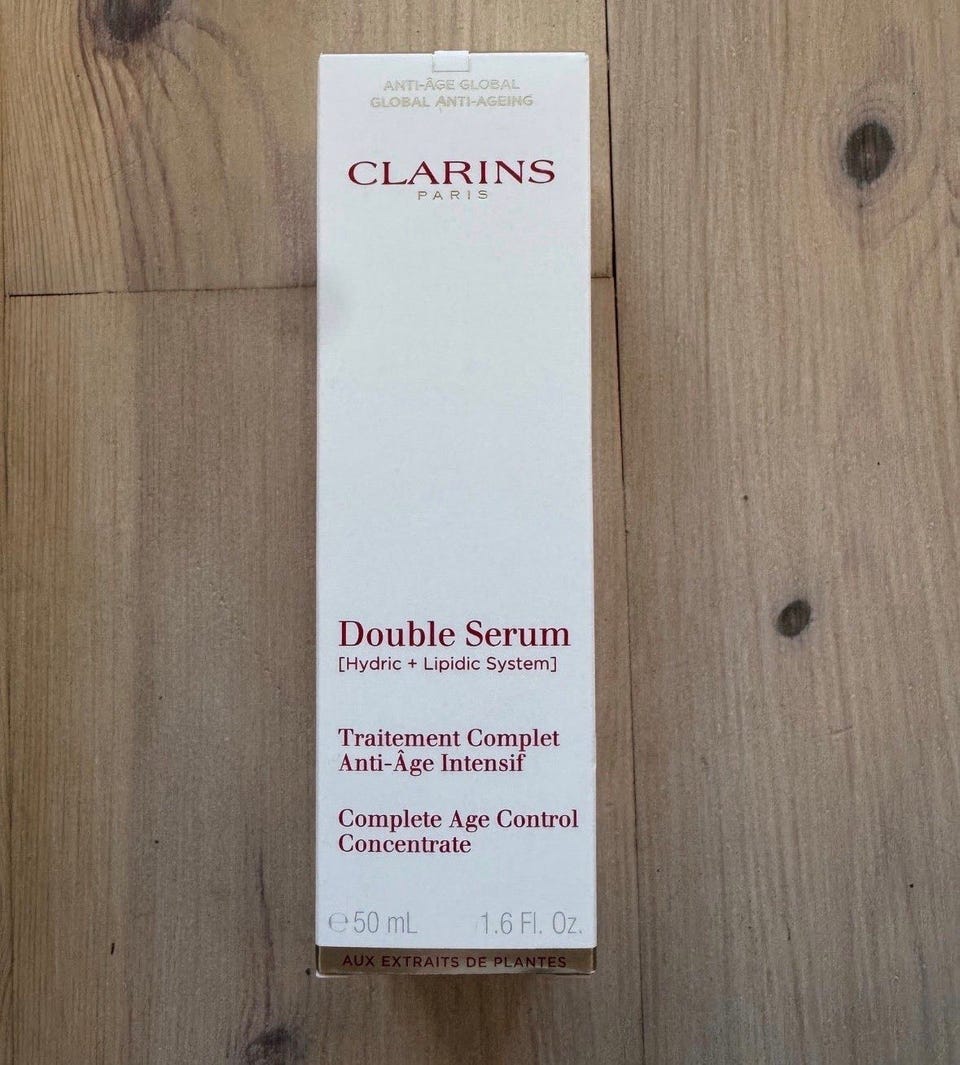 ANTI-ÂGE GLOBAL
GLOBAL ANTI-AGEING
CLARINS
PARIS
Double Serum
[Hydric + Lipidic System]
Traitement Complet
Anti-Âge Intensif
Complete Age Control
Concentrate
℮ 50 mL 1.6 Fl. Oz.
AUX EXTRAITS DE PLANTES